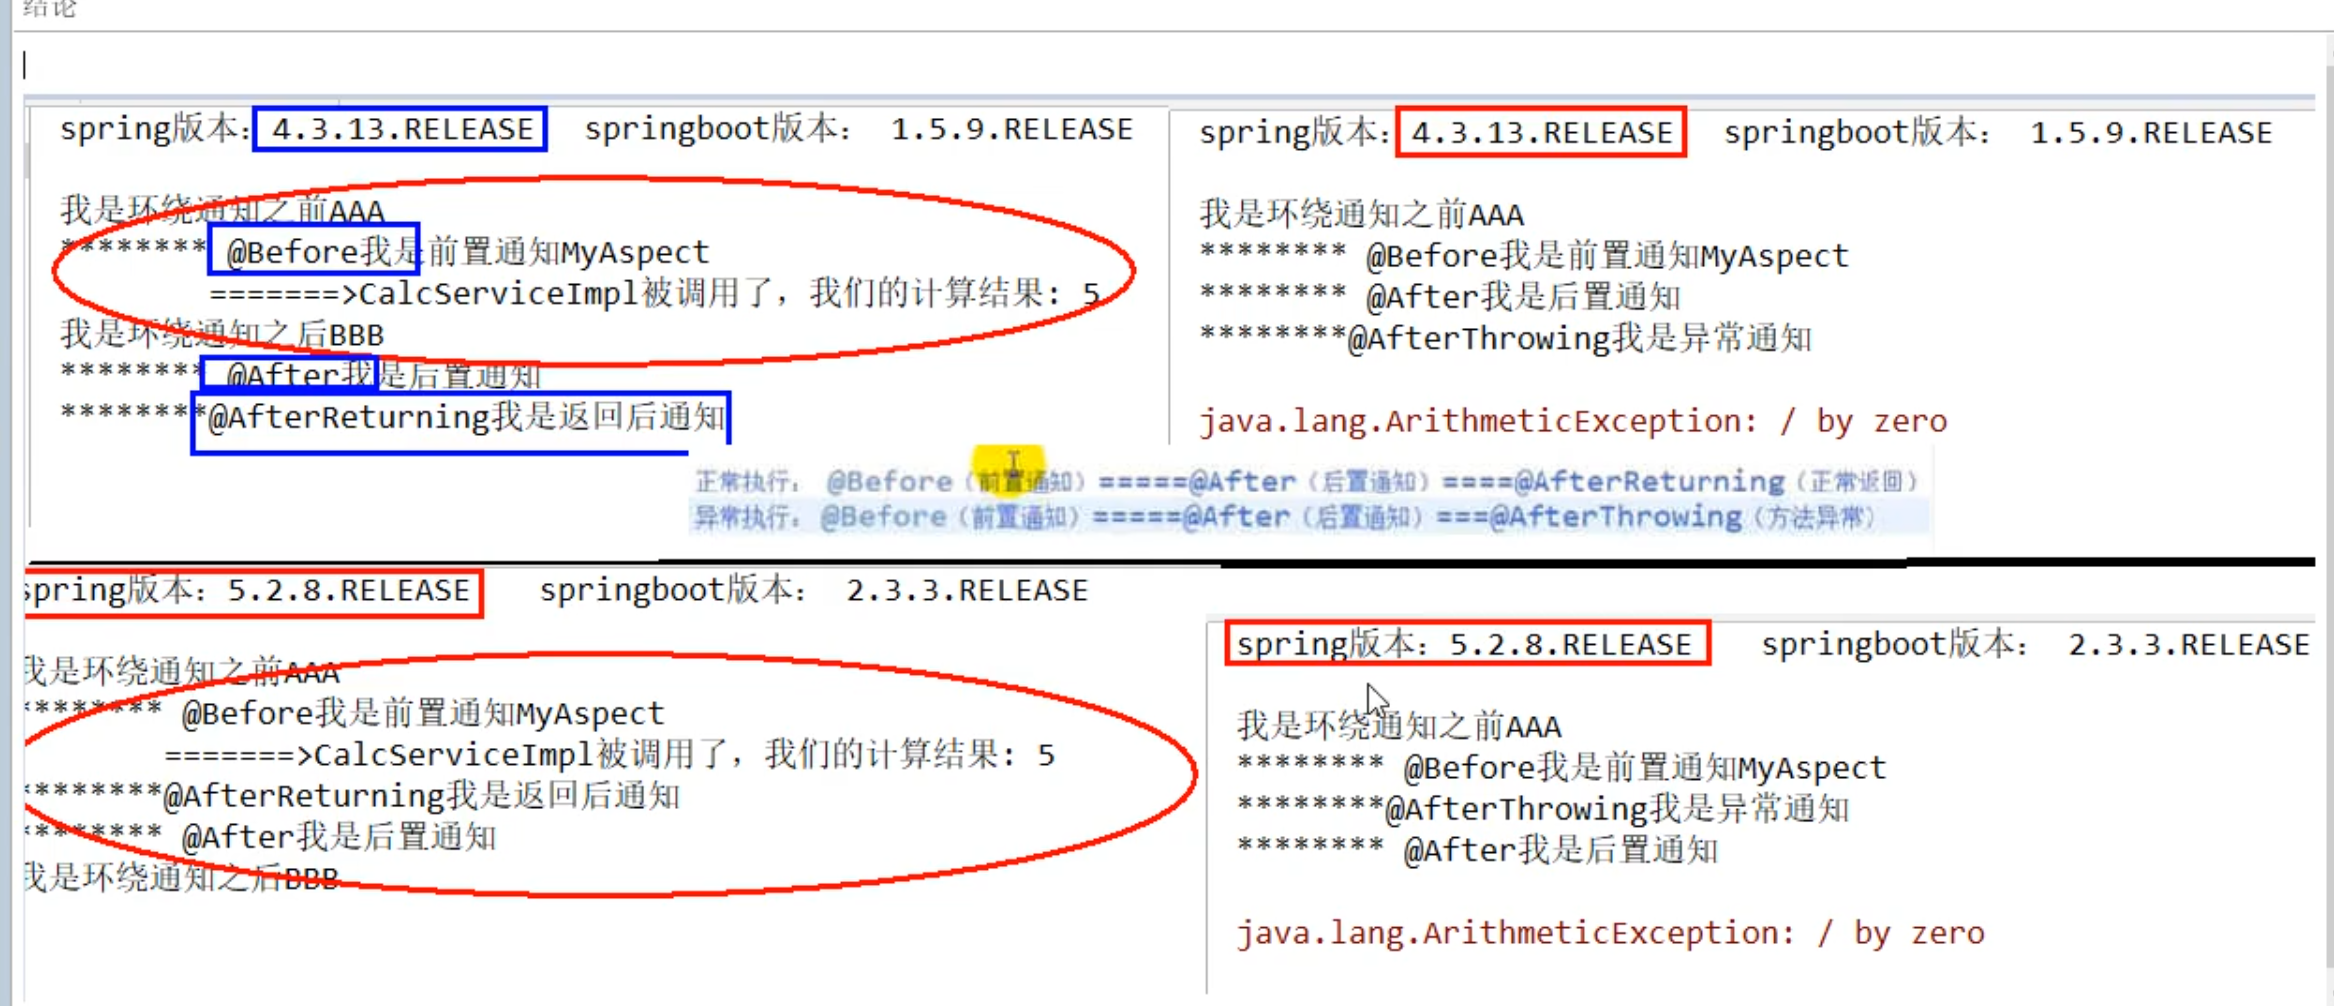 结论
spring版本：4.3.13.RELEASE springboot版本： 1.5.9.RELEASE
我是环绕通知之前AAA
******** @Before我是前置通知MyAspect
=======>CalcServiceImpl被调用了，我们的计算结果：5
我是环绕通知之后BBB
******** @After我是后置通知
********@AfterReturning我是返回后通知
spring版本：4.3.13.RELEASE springboot版本： 1.5.9.RELEASE
我是环绕通知之前AAA
******** @Before我是前置通知MyAspect
******** @After我是后置通知
********@AfterThrowing我是异常通知
java.lang.ArithmeticException: / by zero
正常执行： @Before（前置通知）=====@After（后置通知）====@AfterReturning（正常返回）
异常执行：@Before（前置通知）=====@After（后置通知）===@AfterThrowing（方法异常）
spring版本：5.2.8.RELEASE springboot版本： 2.3.3.RELEASE
我是环绕通知之前AAA
******** @Before我是前置通知MyAspect
=======>CalcServiceImpl被调用了，我们的计算结果：5
********@AfterReturning我是返回后通知
******** @After我是后置通知
我是环绕通知之后BBB
spring版本：5.2.8.RELEASE springboot版本： 2.3.3.RELEASE
我是环绕通知之前AAA
******** @Before我是前置通知MyAspect
********@AfterThrowing我是异常通知
******** @After我是后置通知
java.lang.ArithmeticException: / by zero